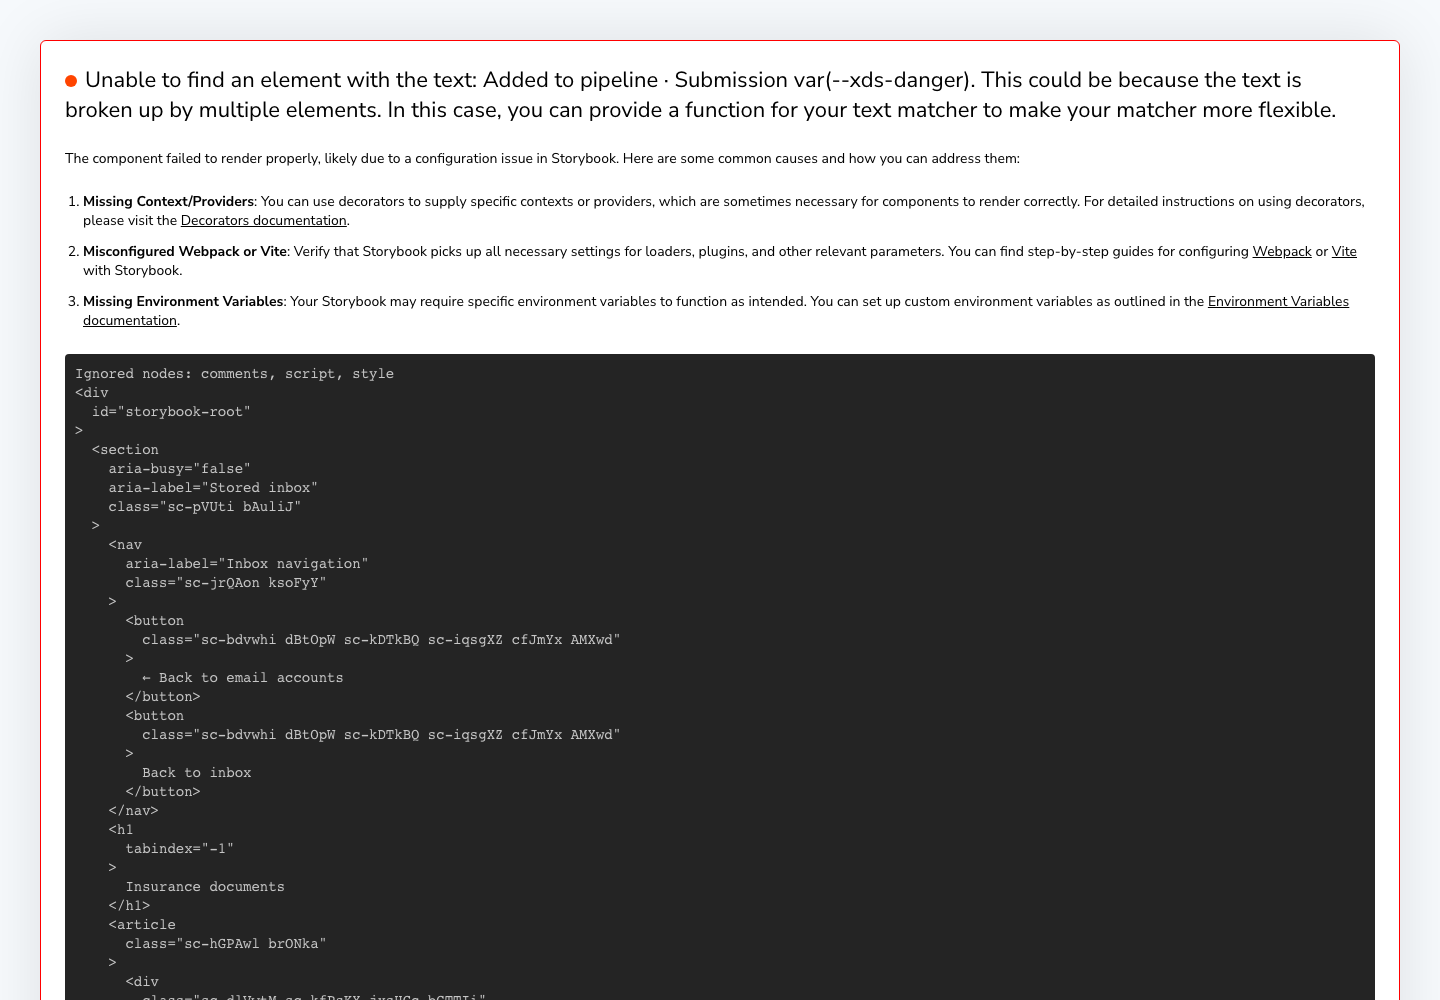 Unable to find an element with the text: Added to pipeline · Submission var(--xds-danger). This could be because the text is
broken up by multiple elements. In this case, you can provide a function for your text matcher to make your matcher more flexible.
The component failed to render properly, likely due to a configuration issue in Storybook. Here are some common causes and how you can address them:
1. Missing Context/Providers: You can use decorators to supply specific contexts or providers, which are sometimes necessary for components to render correctly. For detailed instructions on using decorators,
please visit the Decorators documentation.
2. Misconfigured Webpack or Vite: Verify that Storybook picks up all necessary settings for loaders, plugins, and other relevant parameters. You can find step-by-step guides for configuring Webpack or Vite
with Storybook.
3. Missing Environment Variables: Your Storybook may require specific environment variables to function as intended. You can set up custom environment variables as outlined in the Environment Variables
documentation.
Ignored nodes: comments, script, style
<div
  id="storybook-root"
>
  <section
    aria-busy="false"
    aria-label="Stored inbox"
    class="sc-pVUti bAuliJ"
  >
    <nav
      aria-label="Inbox navigation"
      class="sc-jrQAon ksoFyY"
    >
      <button
        class="sc-bdvwhi dBtOpW sc-kDTkBQ sc-iqsgXZ cfJmYx AMXwd"
      >
        ← Back to email accounts
      </button>
      <button
        class="sc-bdvwhi dBtOpW sc-kDTkBQ sc-iqsgXZ cfJmYx AMXwd"
      >
        Back to inbox
      </button>
    </nav>
    <h1
      tabindex="-1"
    >
      Insurance documents
    </h1>
    <article
      class="sc-hGPAwl brONka"
    >
      <div